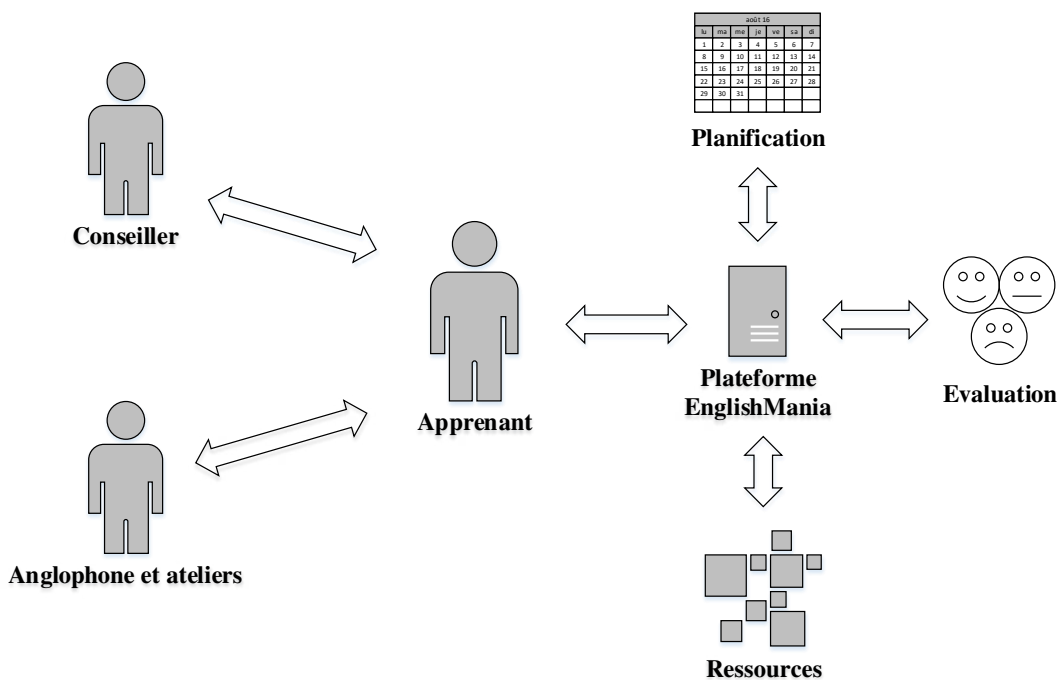 août 16
lu ma me je ve sa di
1 2 3 4 5 6 7
8 9 10 11 12 13 14
15 16 17 18 19 20 21
22 23 24 25 26 27 28
29 30 31
Planification
Conseiller
Apprenant
Plateforme
EnglishMania
Evaluation
Anglophone et ateliers
Ressources